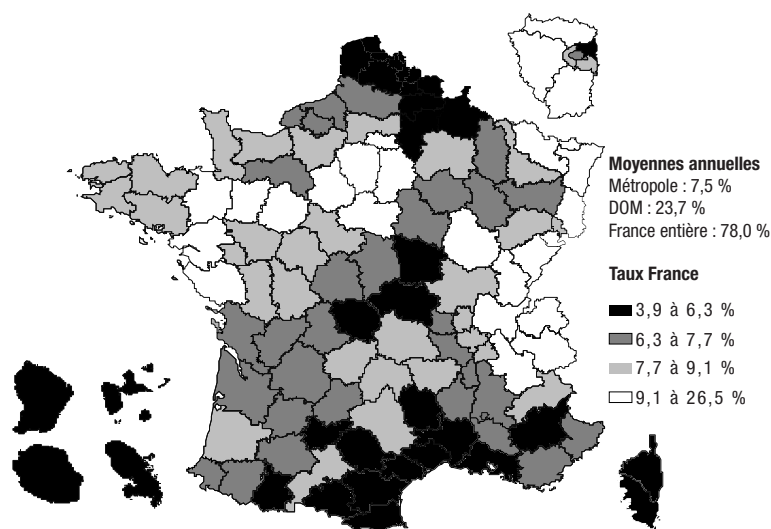 Moyennes annuelles
Métropole : 7,5 %
DOM : 23,7 %
France entière : 78,0 %
Taux France
3,9 à 6,3 %
6,3 à 7,7 %
7,7 à 9,1 %
9,1 à 26,5 %